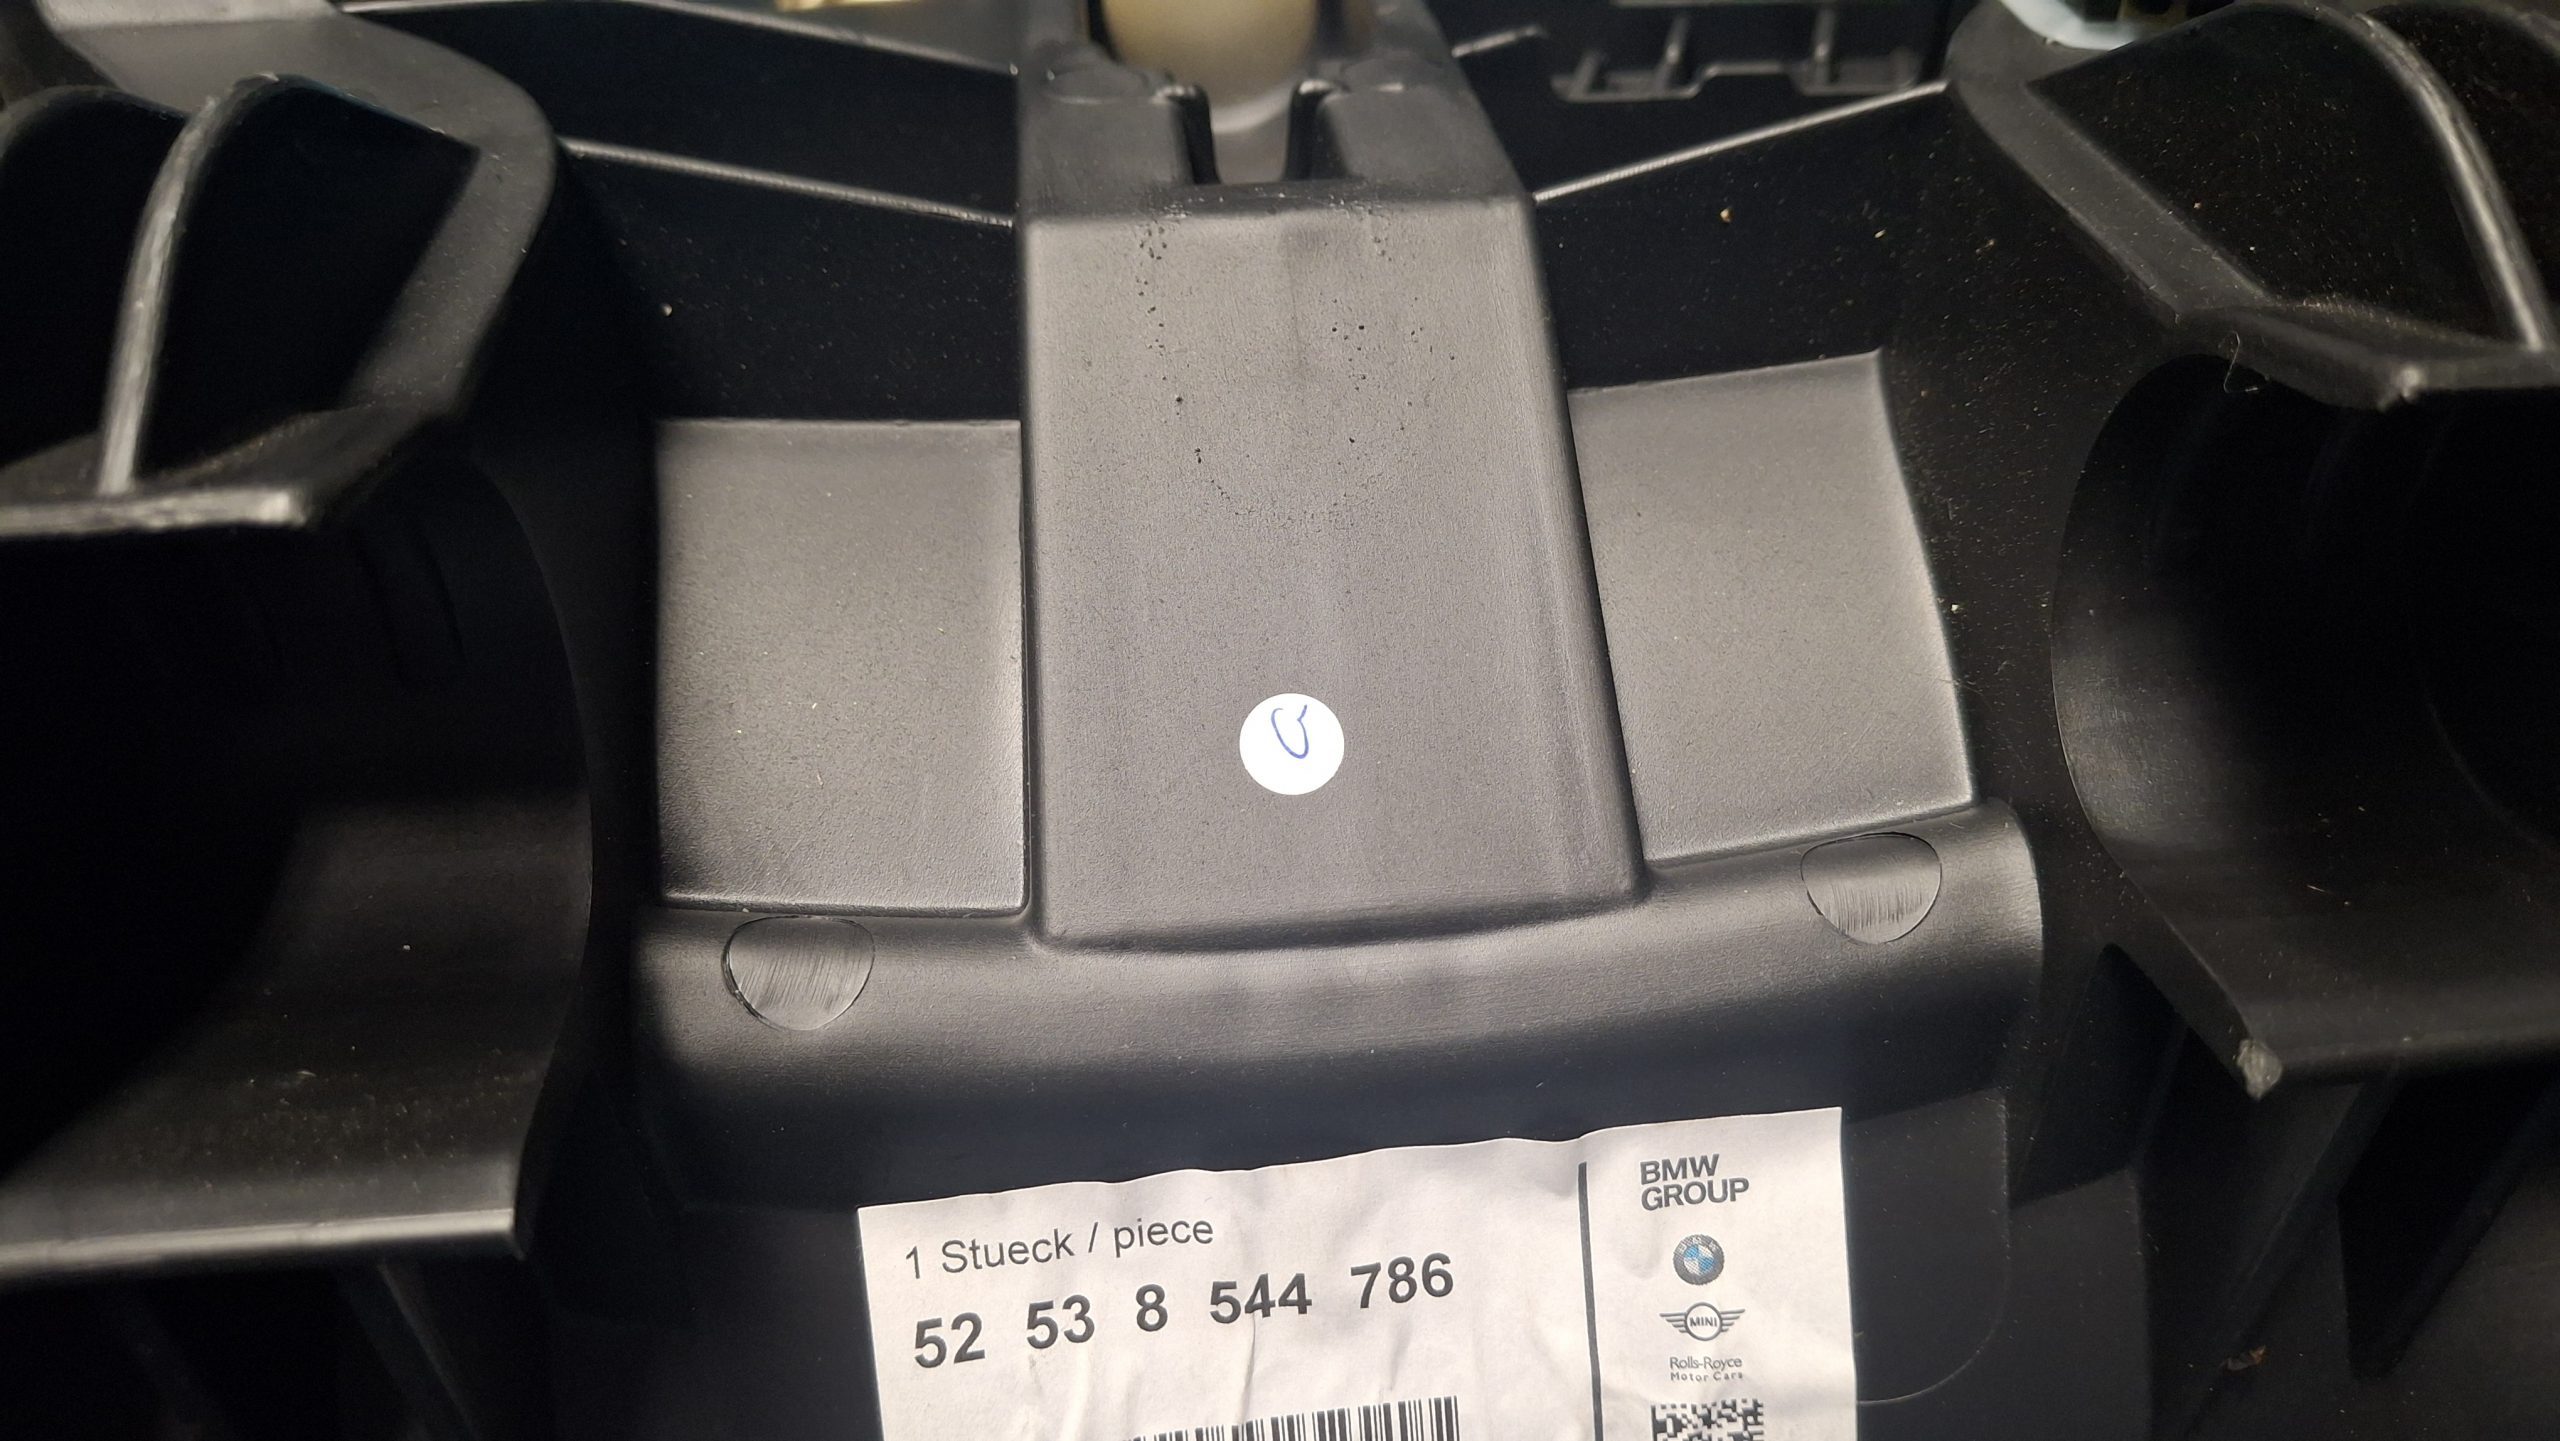 1 Stueck / piece
52 53 8 544 786
BMW
GROUP
MINI
Rolls-Royce
Motor Cars